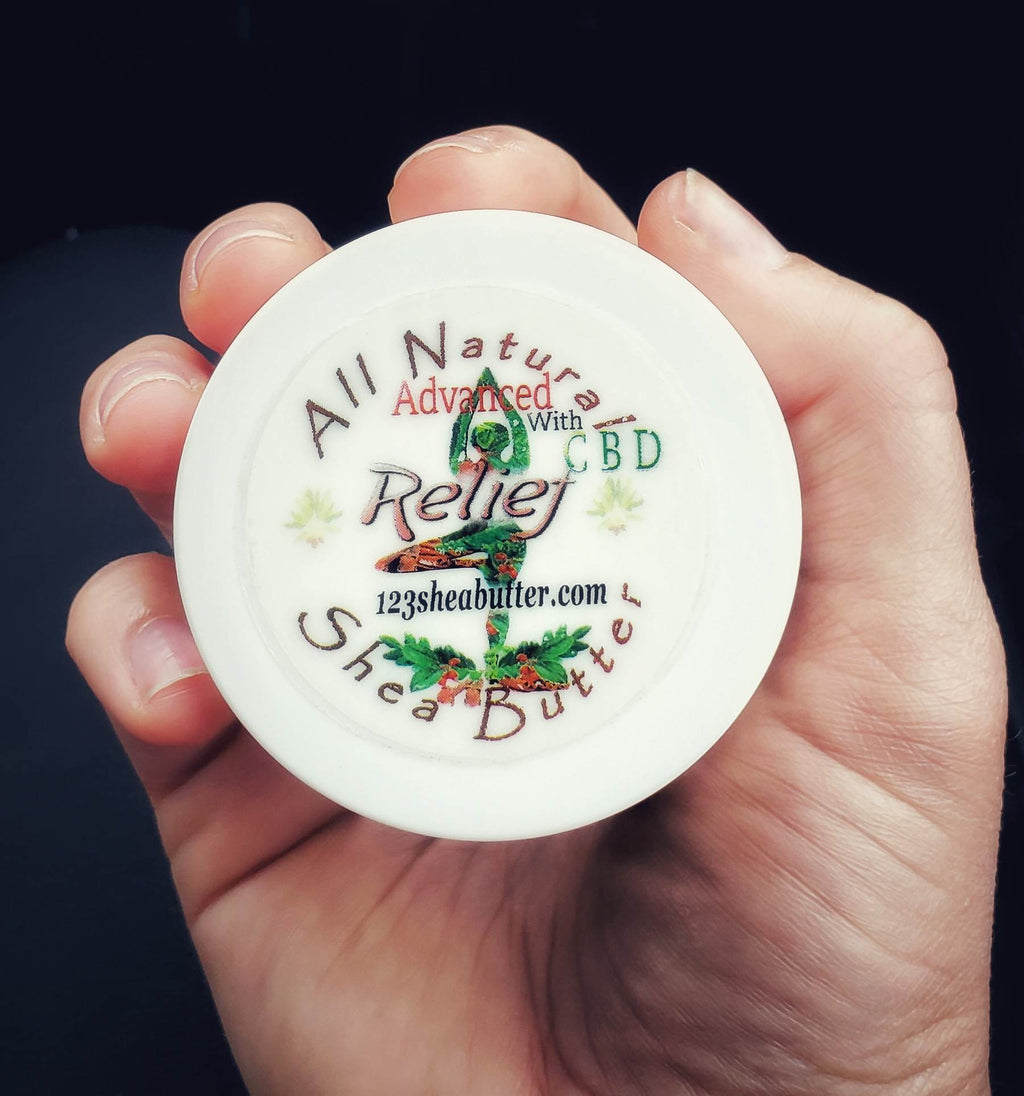 All Natural
Advanced
With
CBD
Relief
123sheabutter.com
Shea Butter